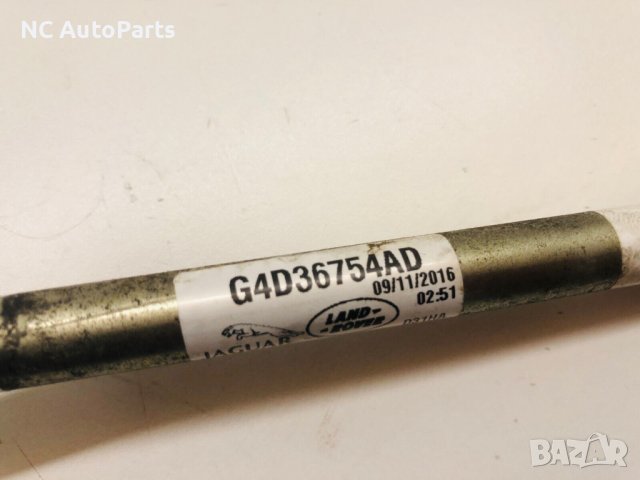 NC AutoParts
G4D36754AD
09/11/2016
02:51
JAGUAR
LAND
ROVER
BAZAR